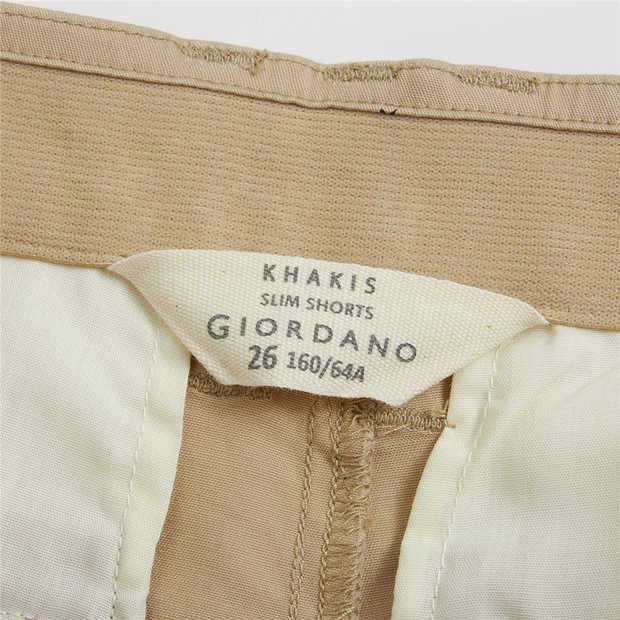 KHAKIS
SLIM SHORTS
GIORDANO
26 160/64A